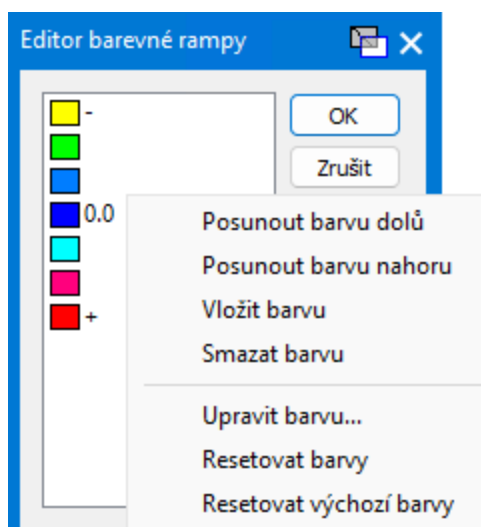 Editor barevné rampy
-
OK
Zrušit
0.0
+
Posunout barvu dolů
Posunout barvu nahoru
Vložit barvu
Smazat barvu
Upravit barvu...
Resetovat barvy
Resetovat výchozí barvy